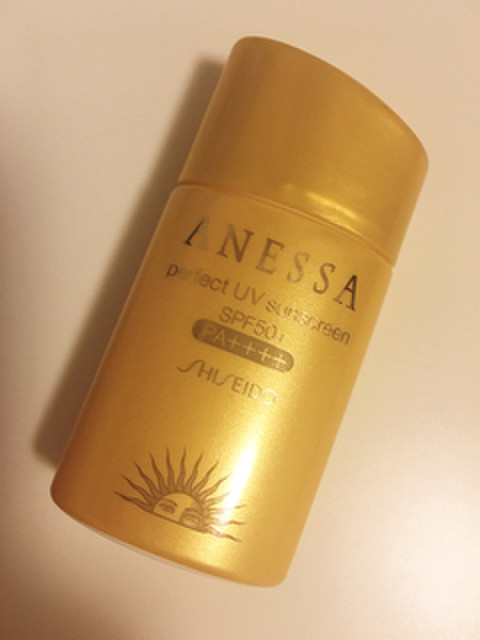 ANESSA
perfect UV sunscreen
SPF50+
PA++++
SHISEIDO